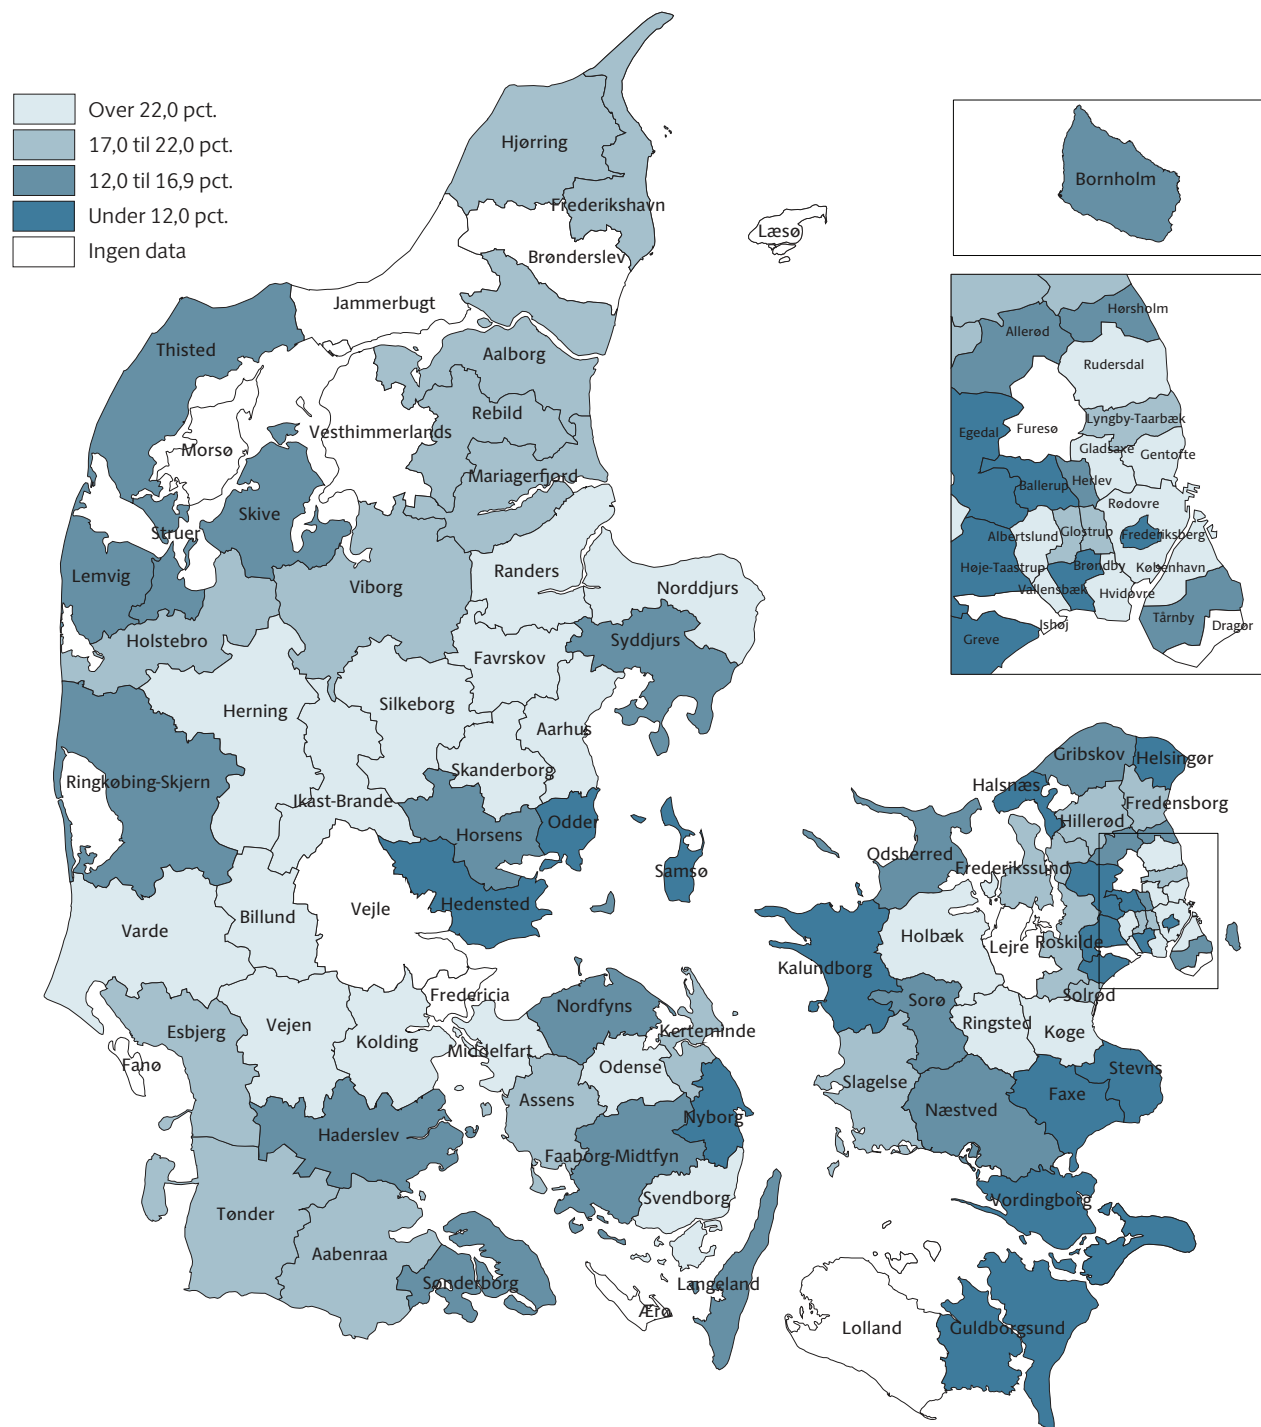 Over 22,0 pct.
17,0 til 22,0 pct.
12,0 til 16,9 pct.
Under 12,0 pct.
Ingen data
Hjørring
Frederikshavn
Læsø
Brønderslev
Jammerbugt
Thisted
Aalborg
Rebild
Vesthimmerlands
Morsø
Mariagerfjord
Skive
Struer
Lemvig
Viborg
Randers
Norddjurs
Holstebro
Syddjurs
Favrskov
Silkeborg
Herning
Aarhus
Skanderborg
Ringkøbing-Skjern
Ikast-Brande
Horsens
Odder
Samsø
Hedensted
Vejle
Billund
Varde
Fredericia
Esbjerg
Vejen
Kolding
Fanø
Middelfart
Nordfyns
Kerteminde
Odense
Assens
Nyborg
Haderslev
Faaborg-Midtfyn
Svendborg
Tønder
Aabenraa
Sønderborg
Langeland
Ærø
Bornholm
Hørsholm
Allerød
Rudersdal
Lyngby-Taarbæk
Furesø
Egedal
Gladsaxe
Gentofte
Ballerup
Herlev
Rødovre
Albertslund
Glostrup
Frederiksberg
Høje-Taastrup
Brøndby
København
Vallensbæk
Hvidovre
Ishøj
Tårnby
Dragør
Greve
Gribskov
Helsingør
Halsnæs
Fredensborg
Hillerød
Odsherred
Frederikssund
Holbæk
Lejre
Roskilde
Kalundborg
Solrød
Sorø
Ringsted
Køge
Stevns
Slagelse
Næstved
Faxe
Vordingborg
Lolland
Guldborgsund